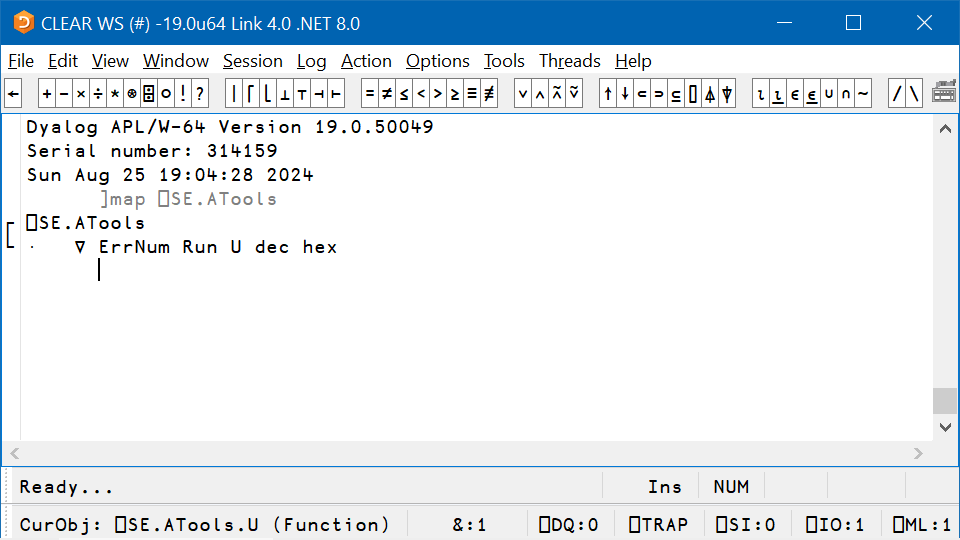 CLEAR WS (#) -19.0u64 Link 4.0 .NET 8.0
File Edit View Window Session Log Action Options Tools Threads Help
← + - × ÷ * ⍟ ⌹ ○ ! ? | ⌈ ⌊ ⊥ ⊤ ⊣ ⊢ = ≠ ≤ < > ≥ ≡ ≢ ∨ ∧ ⍲ ⍱ ↑ ↓ ⊂ ⊃ ⊆ ⌷ ⍋ ⍒ ⍳ ⍸ ∊ ⍷ ∪ ∩ ~ / \
Dyalog APL/W-64 Version 19.0.50049
Serial number: 314159
Sun Aug 25 19:04:28 2024
]map ⎕SE.ATools
⎕SE.ATools
· ∇ ErrNum Run U dec hex
Ready... Ins NUM
CurObj: ⎕SE.ATools.U (Function) &:1 ⎕DQ:0 ⎕TRAP ⎕SI:0 ⎕IO:1 ⎕ML:1